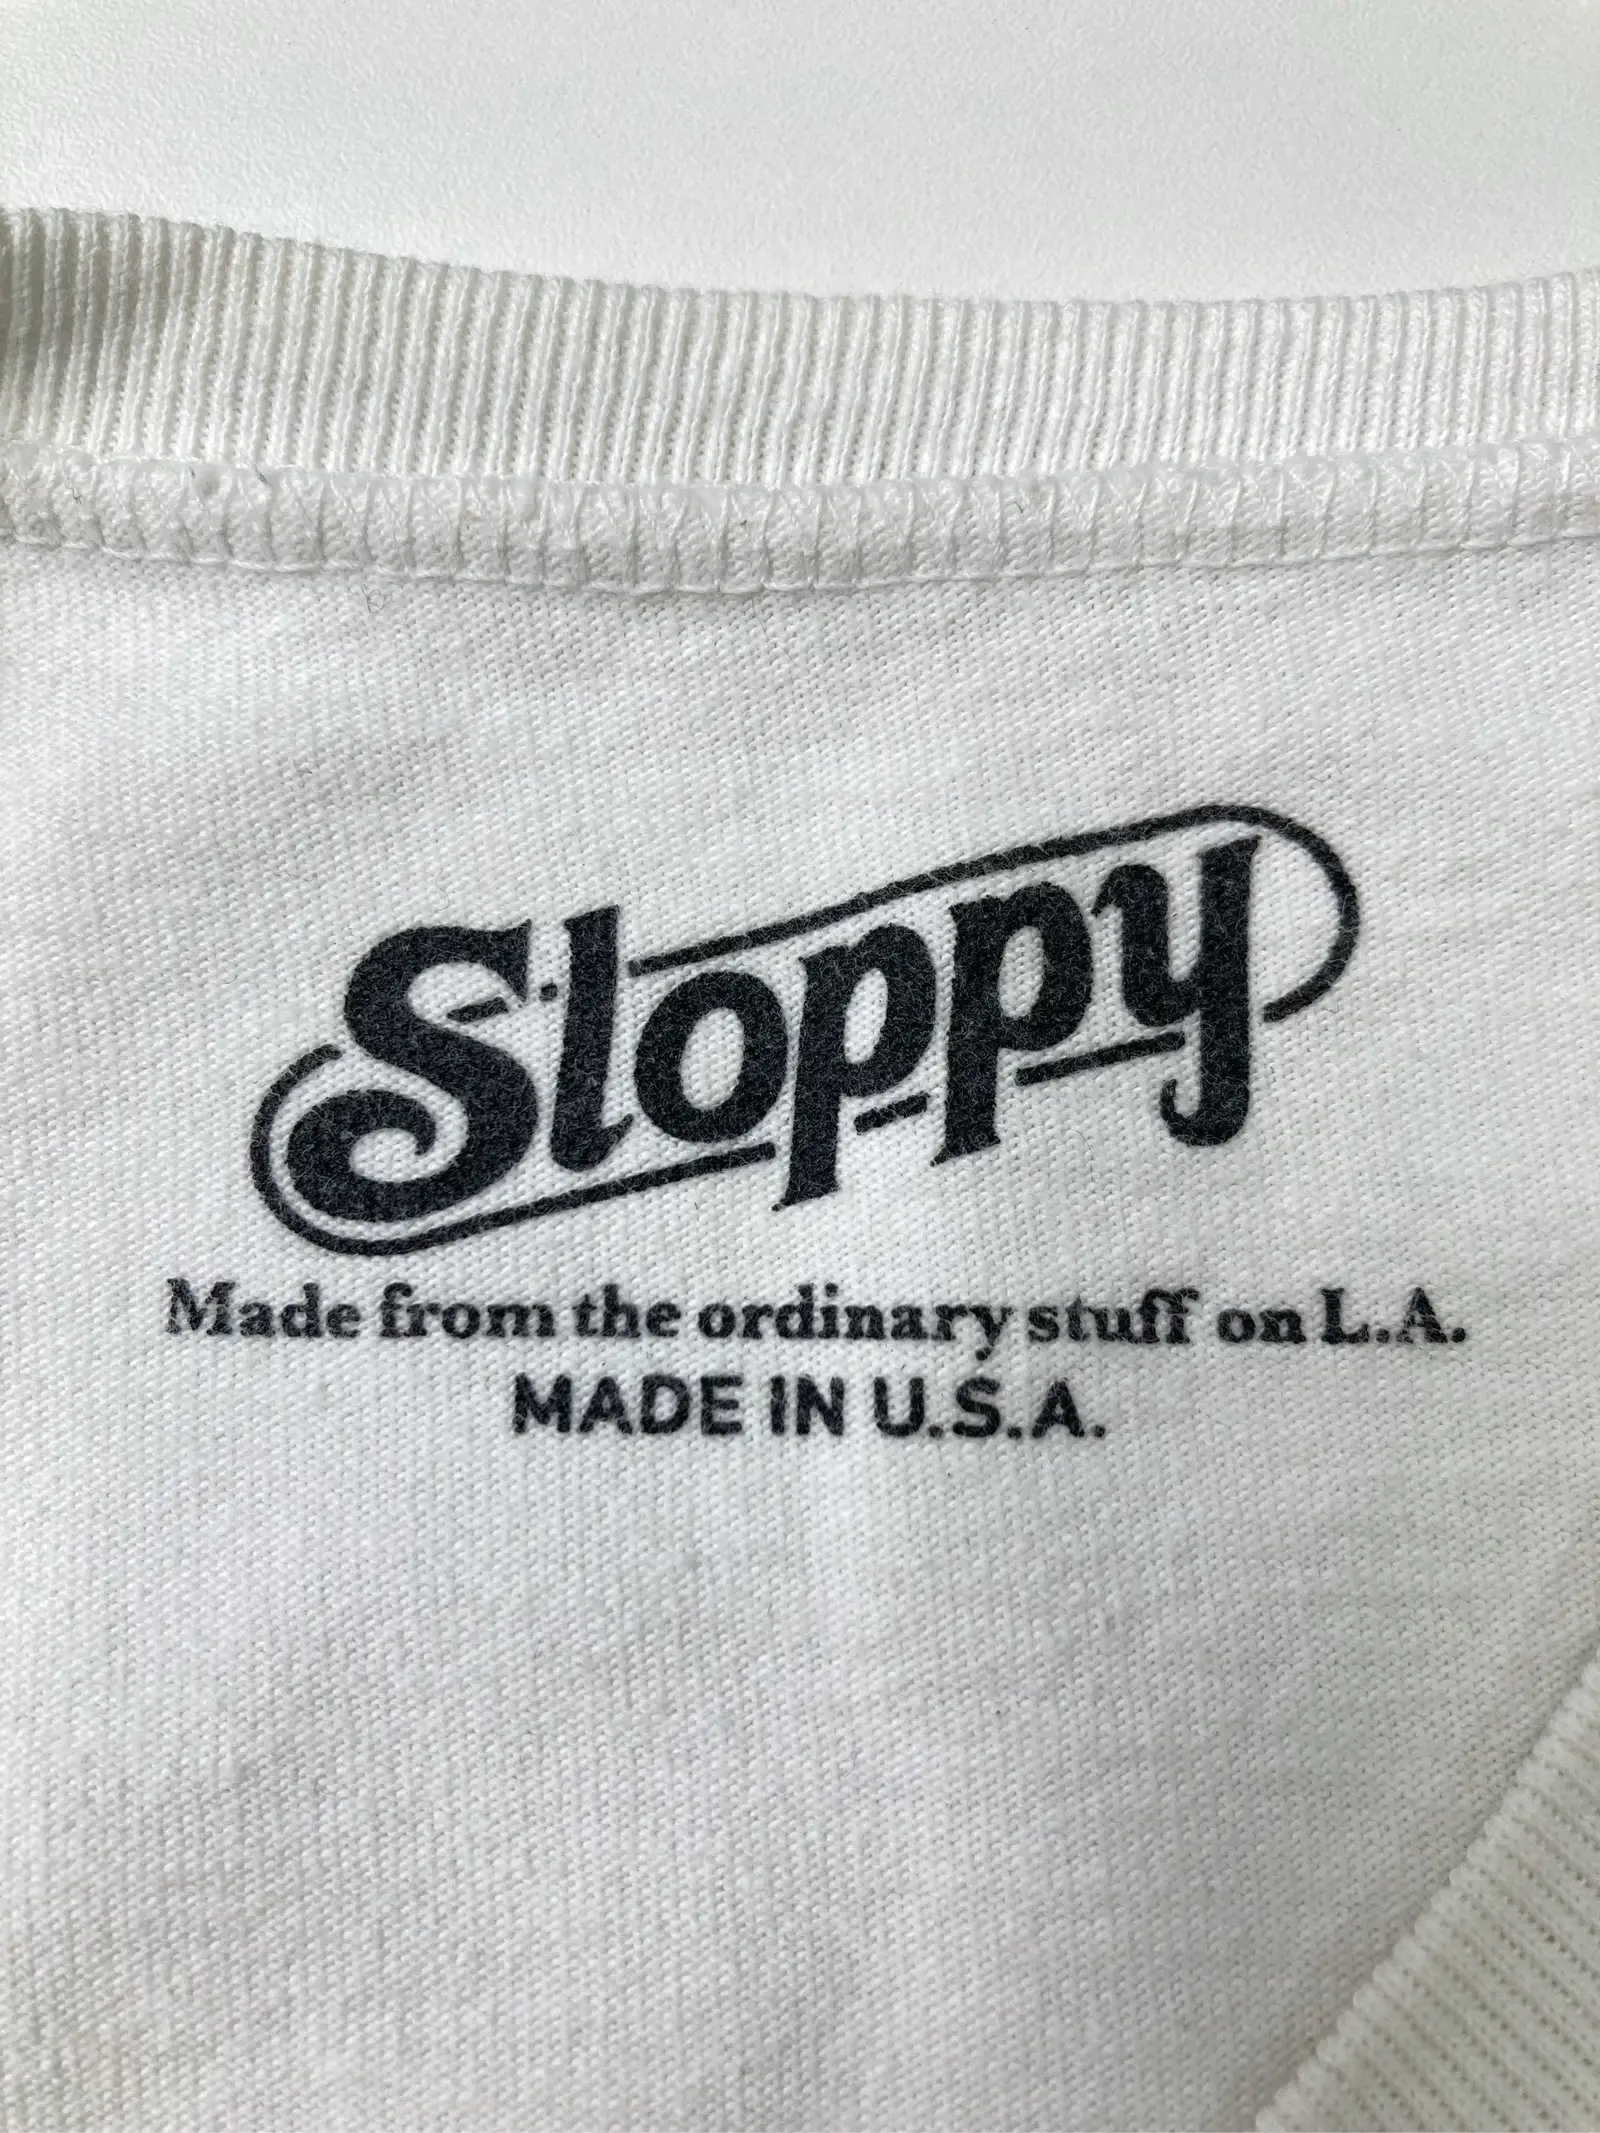 Sloppy
Made from the ordinary stuff on L.A.
MADE IN U.S.A.